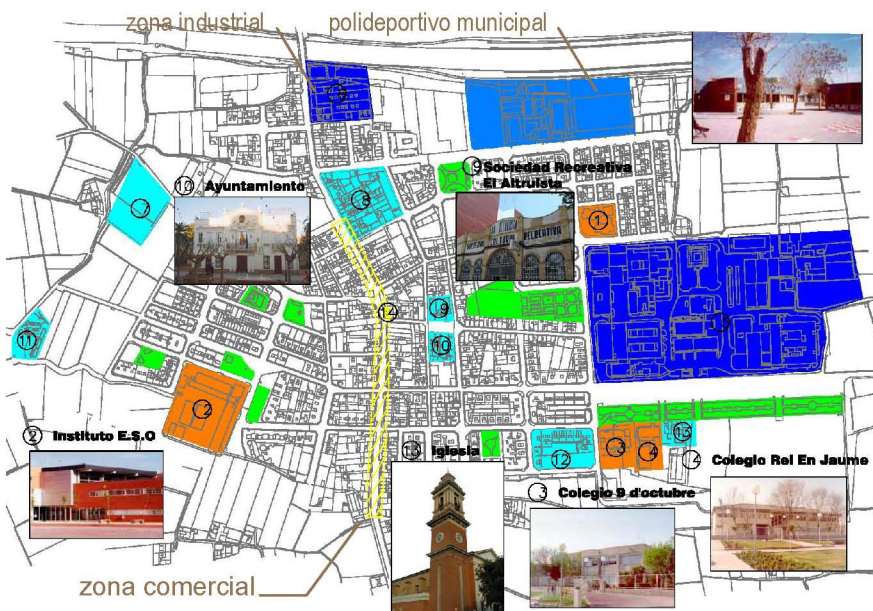 zona industrial
polideportivo municipal
9 Sociedad Recreativa
El Altruista
10 Ayuntamiento
1
7
8
14
9
10
11
2
2 Instituto E.S.O
13 Iglesia
12
3
4
15
4 Colegio Rei En Jaume
3 Colegio 9 d'octubre
zona comercial